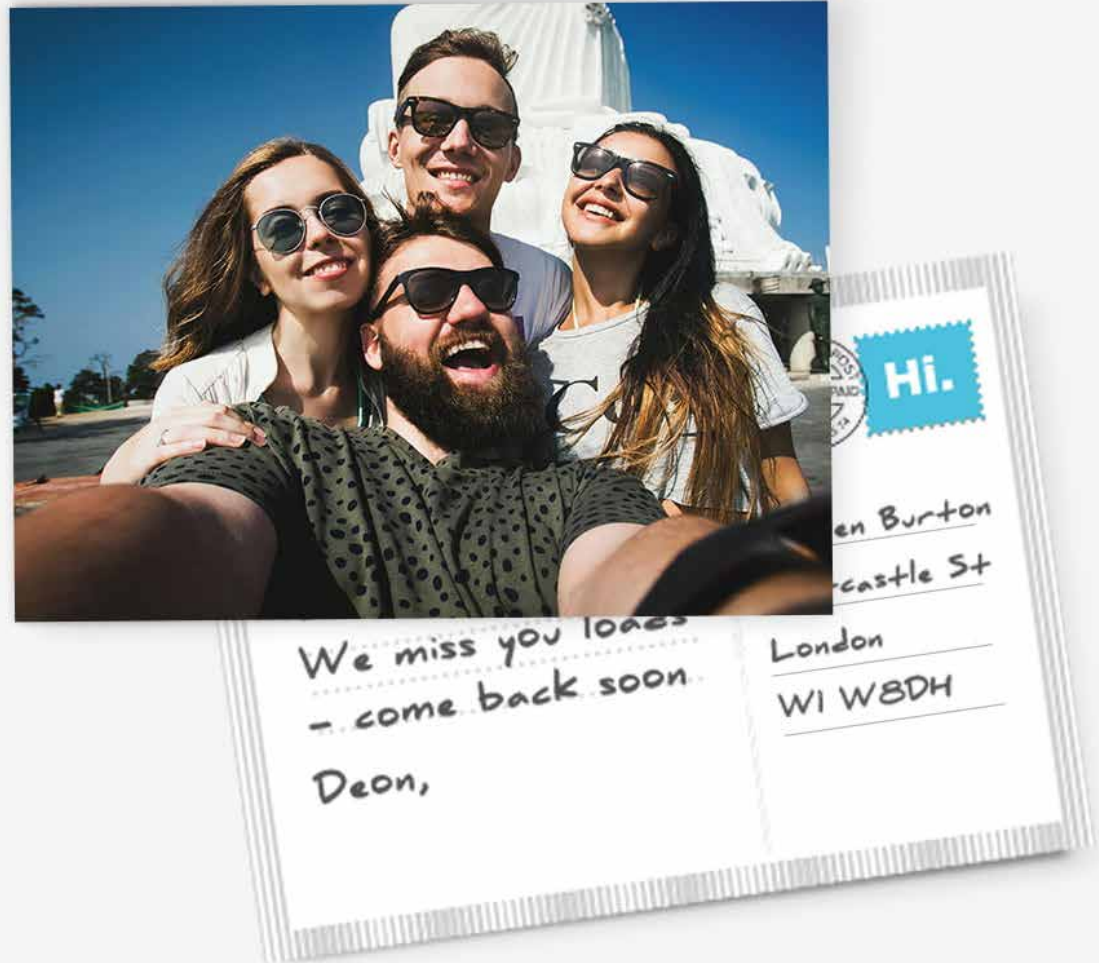 Hi.
en Burton
castle St
London
W1 W8DH
We miss you loads
- come back soon
Deon,